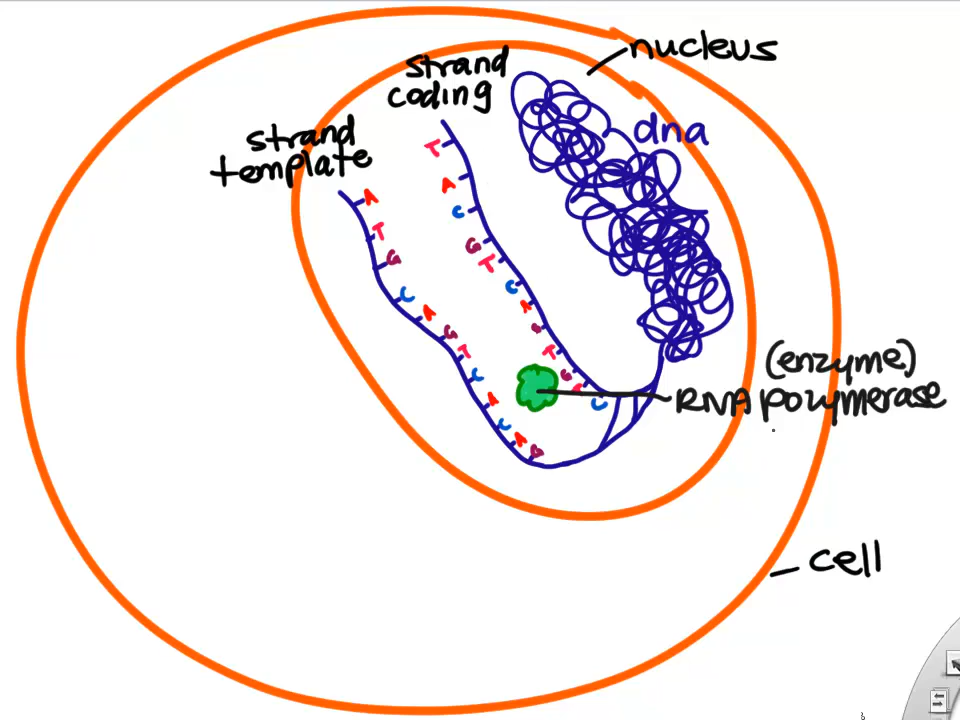 nucleus
strand
coding
dna
strand
template
T
A
C
G
T
C
A
G
T
G
T
C
A
T
G
C
A
G
T
C
A
C
A
G
(enzyme)
RNA polymerase
cell